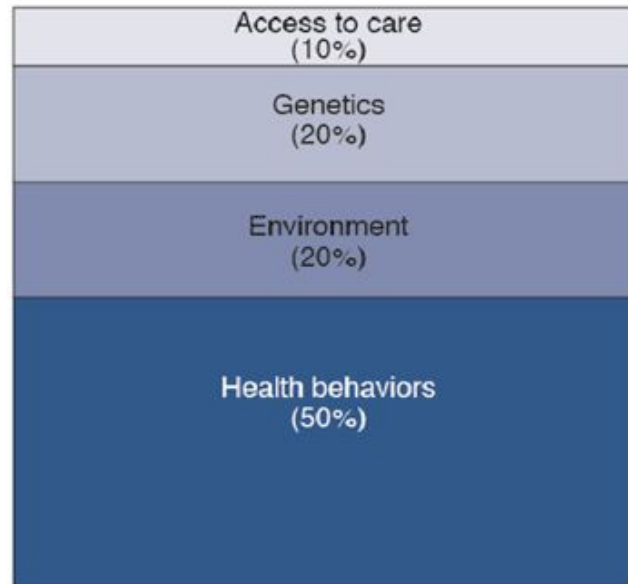 Access to care
(10%)
Genetics
(20%)
Environment
(20%)
Health behaviors
(50%)